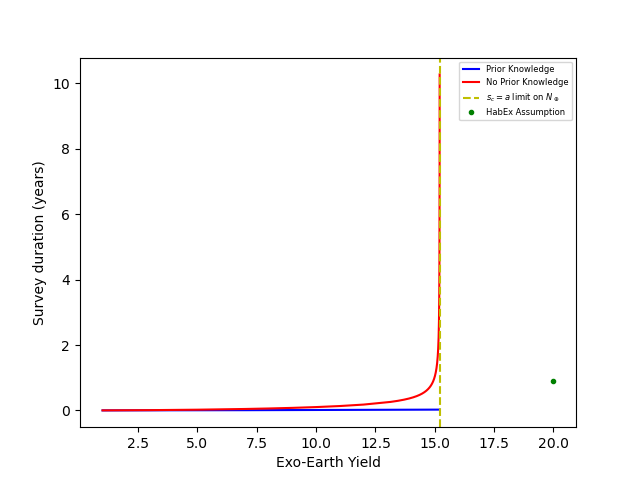 Prior Knowledge
No Prior Knowledge
s_c = a limit on N_⊕
HabEx Assumption
Survey duration (years)
10
8
6
4
2
0
2.5 5.0 7.5 10.0 12.5 15.0 17.5 20.0
Exo-Earth Yield